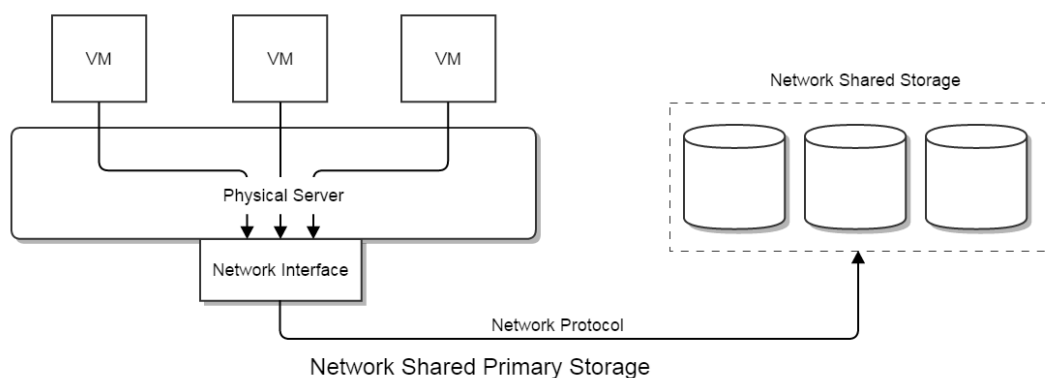 VM
VM
VM
Network Shared Storage
Physical Server
Network Interface
Network Protocol
Network Shared Primary Storage